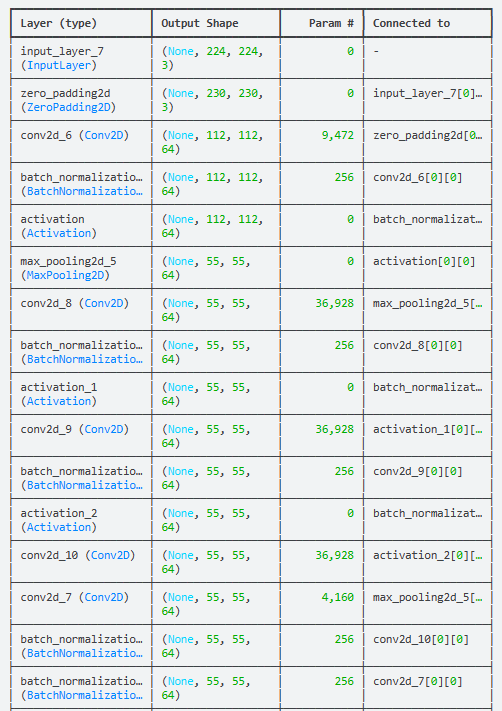 Layer (type) Output Shape Param # Connected to
input_layer_7 (None, 224, 224, 0 -
(InputLayer) 3)
zero_padding2d (None, 230, 230, 0 input_layer_7[0]…
(ZeroPadding2D) 3)
conv2d_6 (Conv2D) (None, 112, 112, 9,472 zero_padding2d[0…
64)
batch_normalizatio… (None, 112, 112, 256 conv2d_6[0][0]
(BatchNormalizatio… 64)
activation (None, 112, 112, 0 batch_normalizat…
(Activation) 64)
max_pooling2d_5 (None, 55, 55, 0 activation[0][0]
(MaxPooling2D) 64)
conv2d_8 (Conv2D) (None, 55, 55, 36,928 max_pooling2d_5[…
64)
batch_normalizatio… (None, 55, 55, 256 conv2d_8[0][0]
(BatchNormalizatio… 64)
activation_1 (None, 55, 55, 0 batch_normalizat…
(Activation) 64)
conv2d_9 (Conv2D) (None, 55, 55, 36,928 activation_1[0][…
64)
batch_normalizatio… (None, 55, 55, 256 conv2d_9[0][0]
(BatchNormalizatio… 64)
activation_2 (None, 55, 55, 0 batch_normalizat…
(Activation) 64)
conv2d_10 (Conv2D) (None, 55, 55, 36,928 activation_2[0][…
64)
conv2d_7 (Conv2D) (None, 55, 55, 4,160 max_pooling2d_5[…
64)
batch_normalizatio… (None, 55, 55, 256 conv2d_10[0][0]
(BatchNormalizatio… 64)
batch_normalizatio… (None, 55, 55, 256 conv2d_7[0][0]
(BatchNormalizatio… 64)